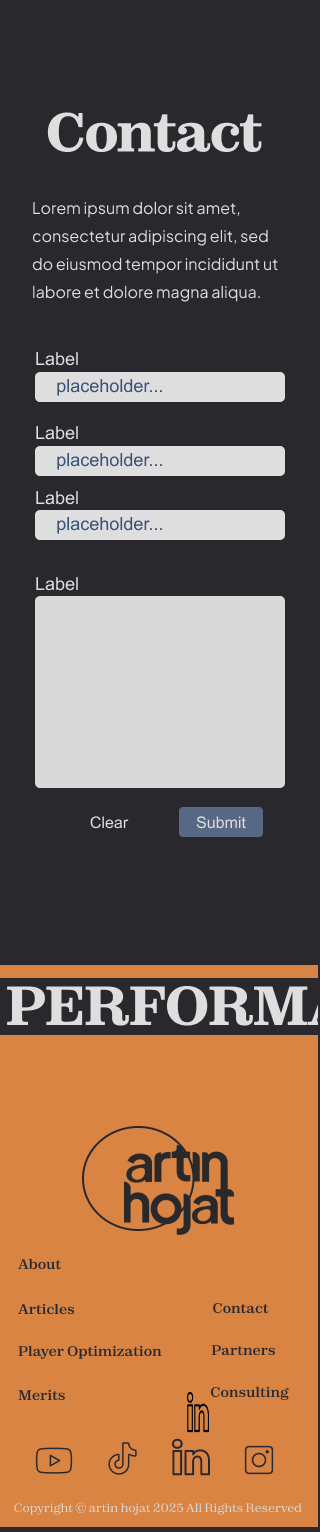 Contact
Lorem ipsum dolor sit amet,
consectetur adipiscing elit, sed
do eiusmod tempor incididunt ut
labore et dolore magna aliqua.
Label
placeholder...
Label
placeholder...
Label
placeholder...
Label
Clear Submit
PERFORMA
artin
hojat
About
Articles Contact
Player Optimization Partners
Merits Consulting
in
in
Copyright © artin hojat 2025 All Rights Reserved